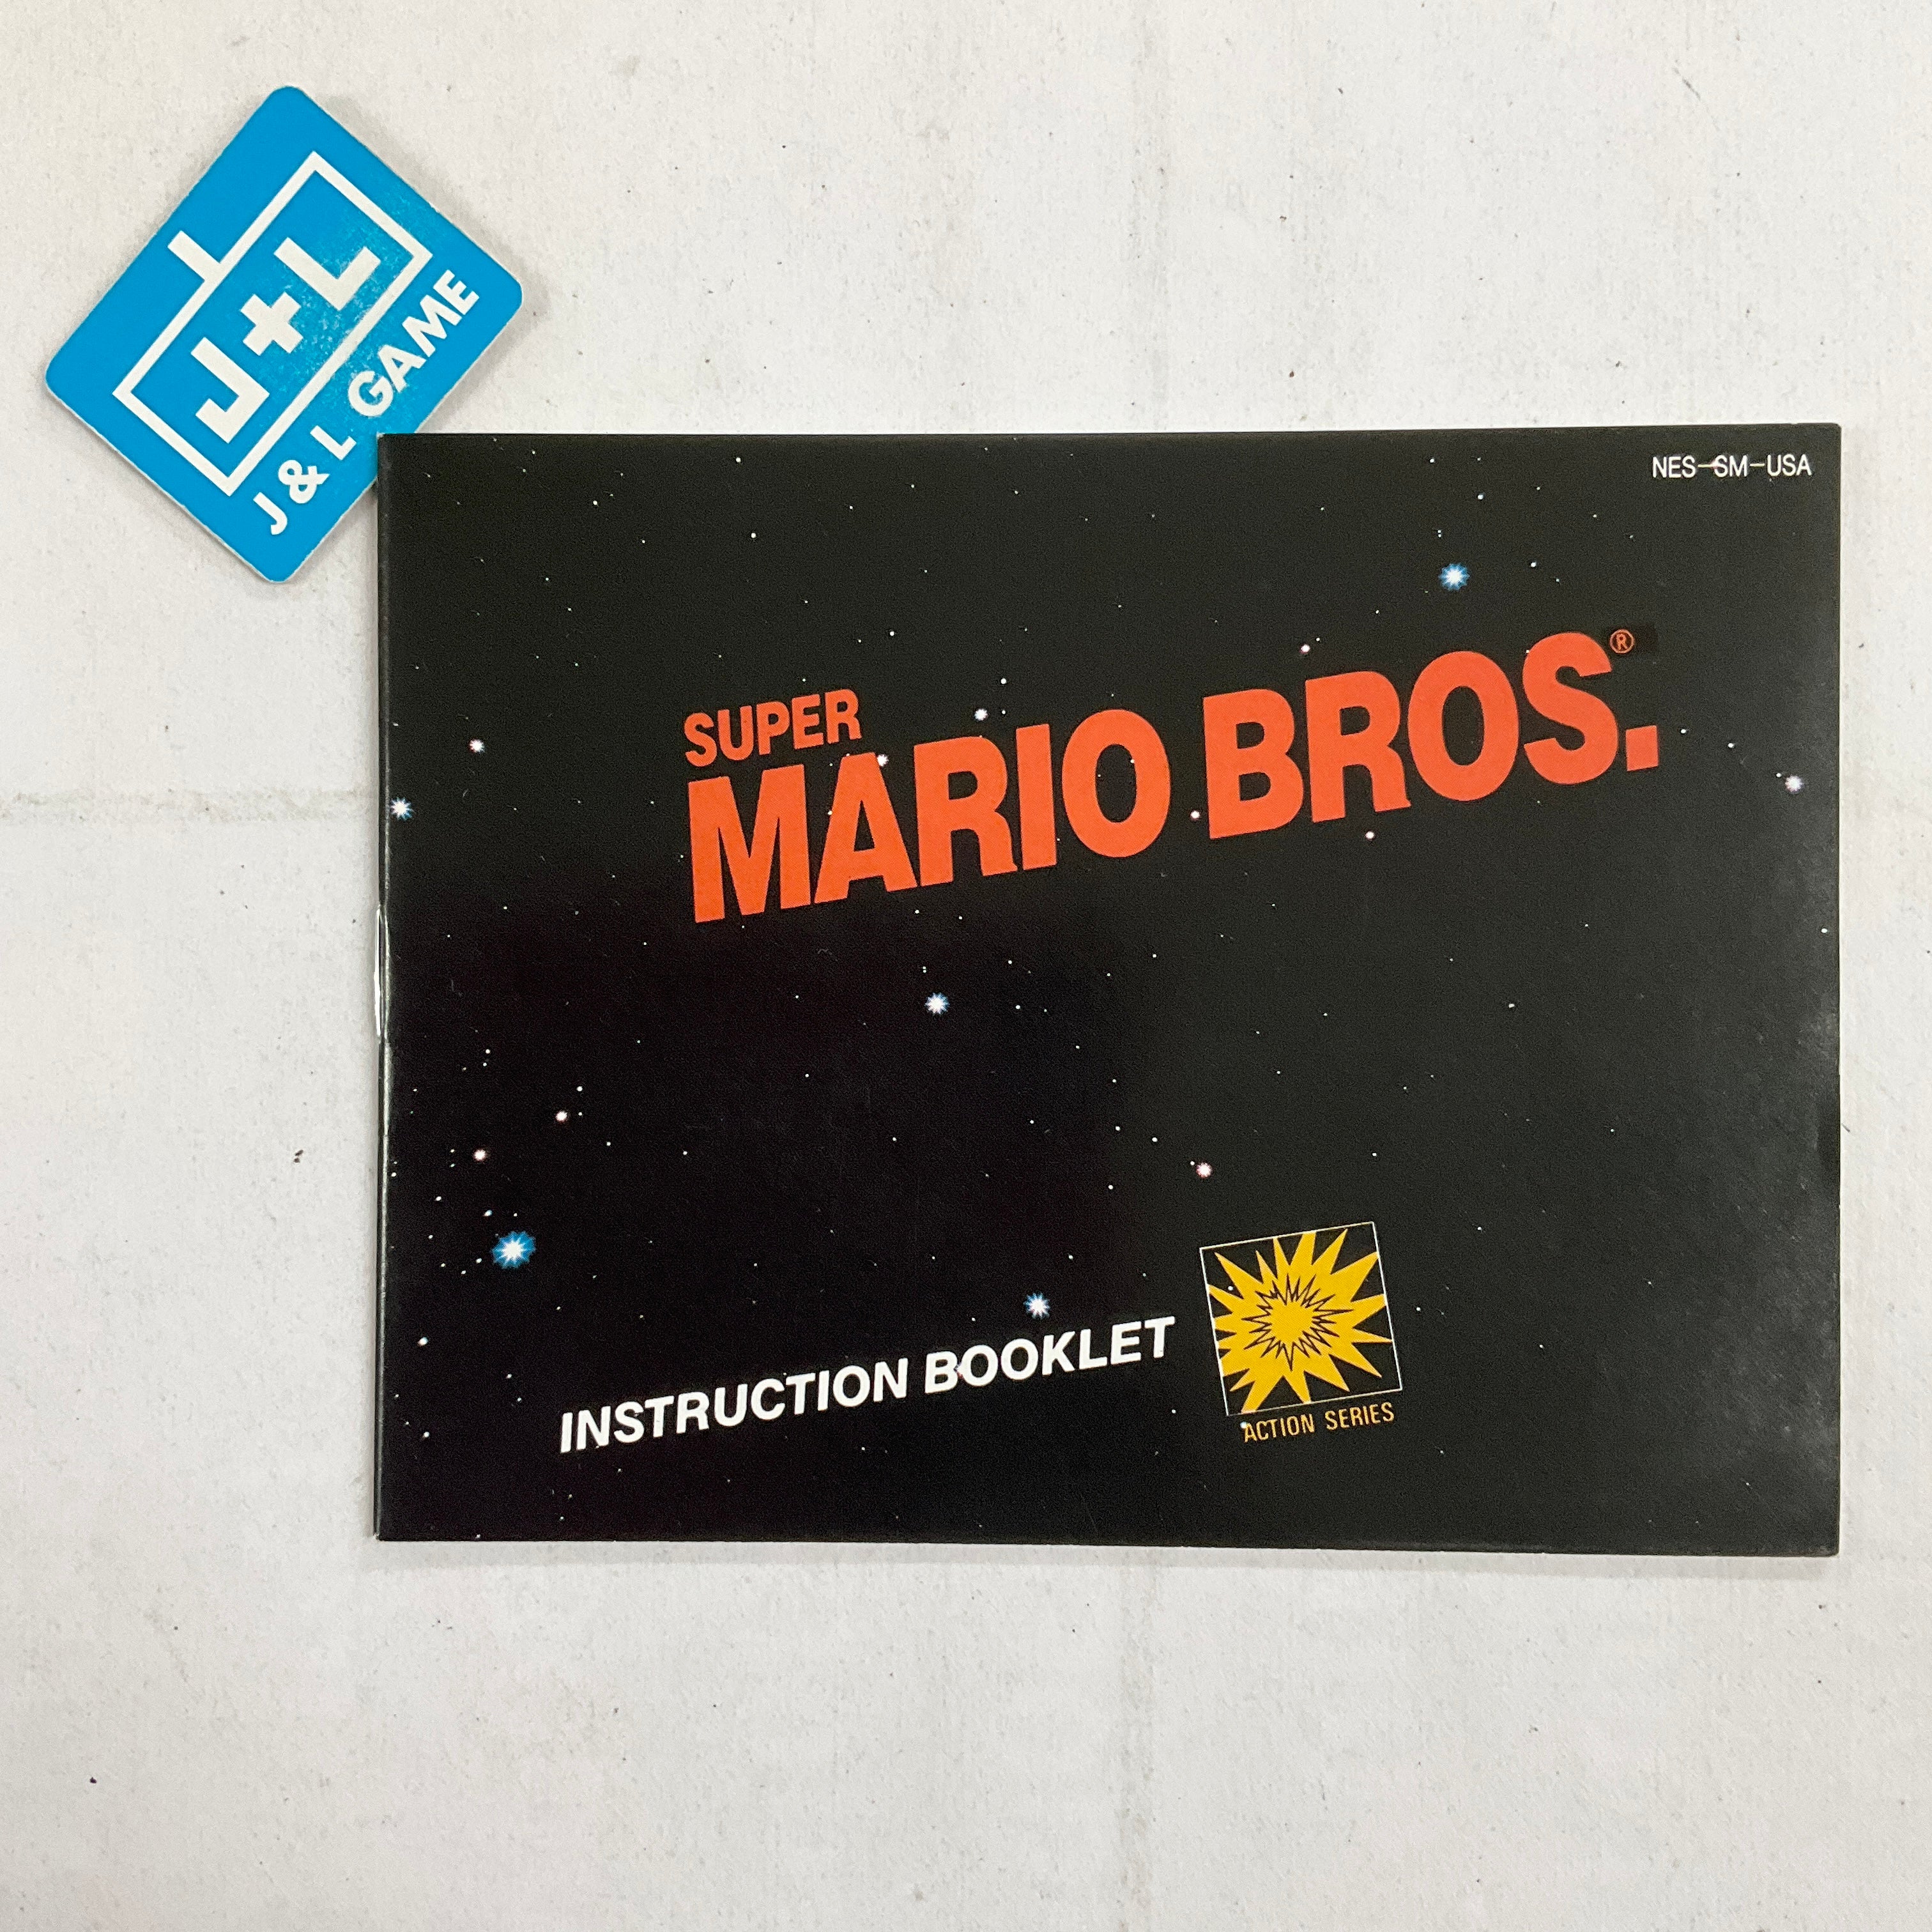 J+L
J & L GAME
NES-SM-USA
SUPER
MARIO BROS.®
INSTRUCTION BOOKLET
ACTION SERIES